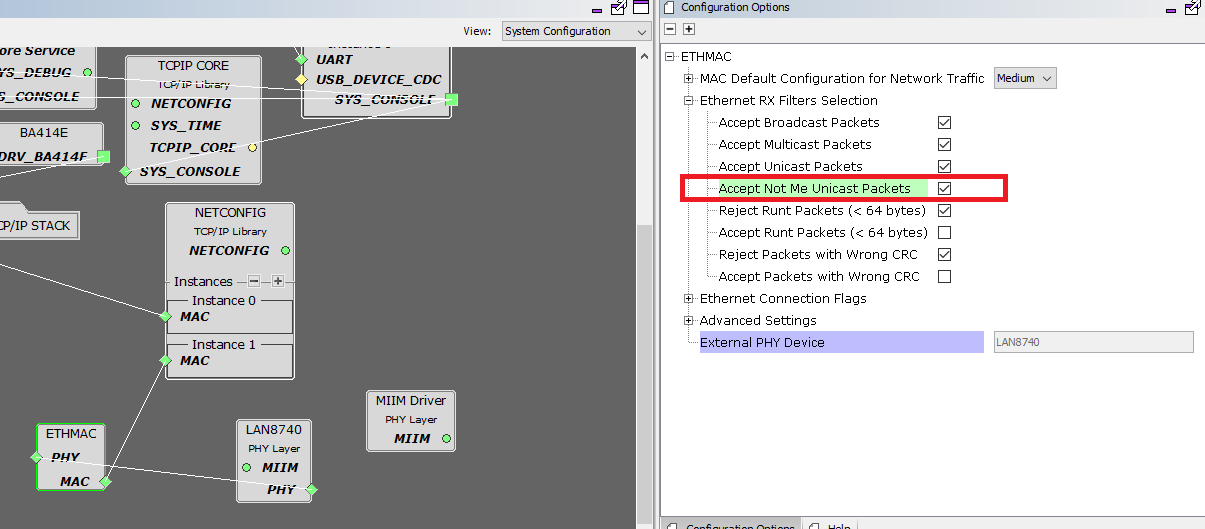 View:
System Configuration
ore Service
SYS_DEBUG
SYS_CONSOLE
BA414E
DRV_BA414E
CP/IP STACK
TCPIP CORE
TCP/IP Library
NETCONFIG
SYS_TIME
TCPIP_CORE
SYS_CONSOLE
UART
USB_DEVICE_CDC
SYS_CONSOLE
NETCONFIG
TCP/IP Library
NETCONFIG
Instances
Instance 0
MAC
Instance 1
MAC
ETHMAC
PHY
MAC
LAN8740
PHY Layer
MIIM
PHY
MIIM Driver
PHY Layer
MIIM
Configuration Options
ETHMAC
MAC Default Configuration for Network Traffic Medium
Ethernet RX Filters Selection
Accept Broadcast Packets
Accept Multicast Packets
Accept Unicast Packets
Accept Not Me Unicast Packets
Reject Runt Packets (< 64 bytes)
Accept Runt Packets (< 64 bytes)
Reject Packets with Wrong CRC
Accept Packets with Wrong CRC
Ethernet Connection Flags
Advanced Settings
External PHY Device LAN8740
Configuration Options Help